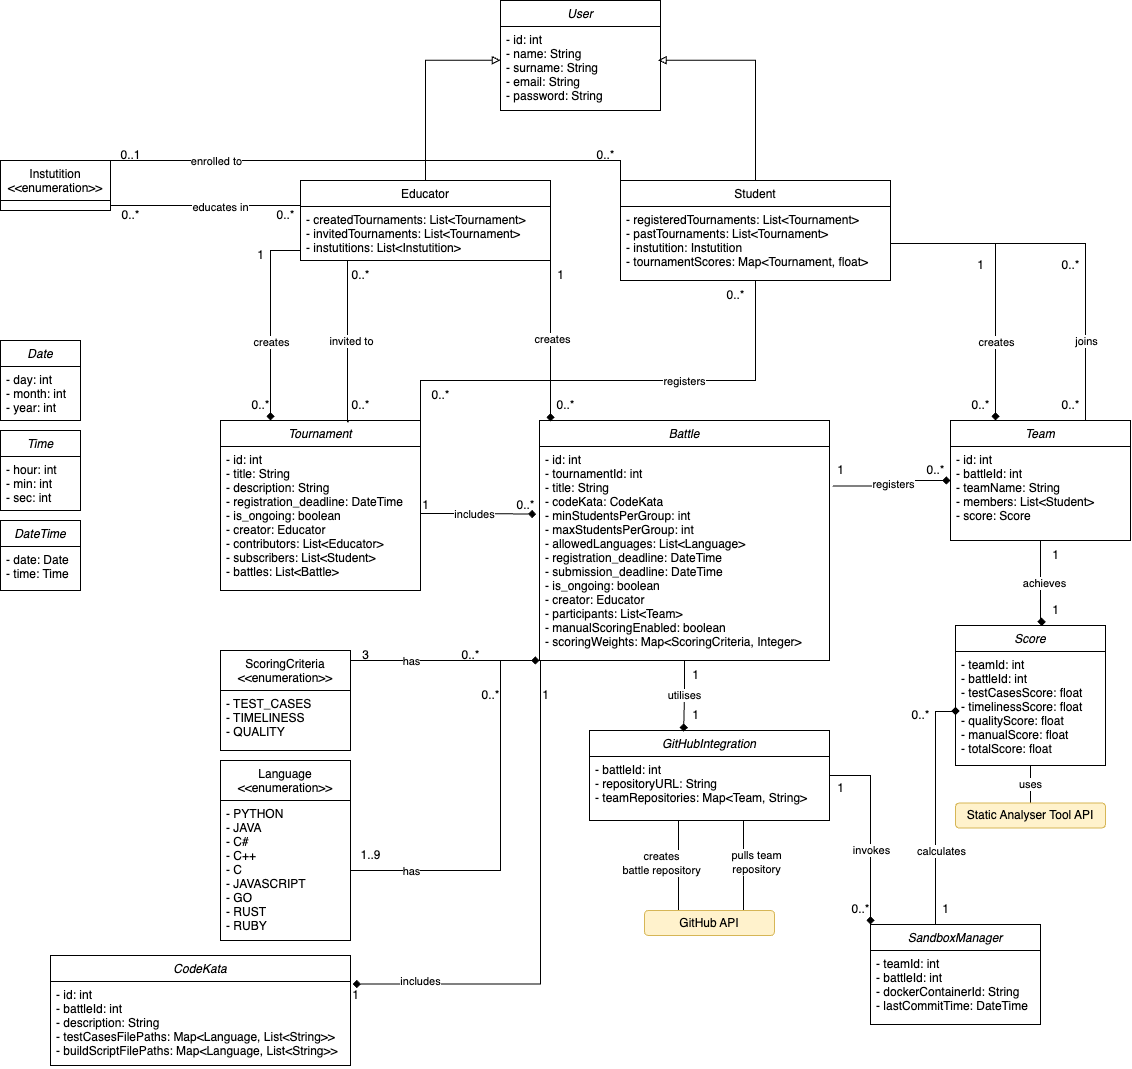 User
- id: int
- name: String
- surname: String
- email: String
- password: String
Instutition
<<enumeration>>
0..1
enrolled to
0..*
0..*
educates in
0..*
Educator
- createdTournaments: List<Tournament>
- invitedTournaments: List<Tournament>
- instutitions: List<Instutition>
Student
- registeredTournaments: List<Tournament>
- pastTournaments: List<Tournament>
- instutition: Instutition
- tournamentScores: Map<Tournament, float>
1
creates
0..*
0..*
invited to
0..*
1
creates
0..*
0..*
registers
0..*
1
creates
0..*
0..*
joins
0..*
Date
- day: int
- month: int
- year: int
Time
- hour: int
- min: int
- sec: int
DateTime
- date: Date
- time: Time
Tournament
- id: int
- title: String
- description: String
- registration_deadline: DateTime
- is_ongoing: boolean
- creator: Educator
- contributors: List<Educator>
- subscribers: List<Student>
- battles: List<Battle>
1
includes
0..*
Battle
- id: int
- tournamentId: int
- title: String
- codeKata: CodeKata
- minStudentsPerGroup: int
- maxStudentsPerGroup: int
- allowedLanguages: List<Language>
- registration_deadline: DateTime
- submission_deadline: DateTime
- is_ongoing: boolean
- creator: Educator
- participants: List<Team>
- manualScoringEnabled: boolean
- scoringWeights: Map<ScoringCriteria, Integer>
1
registers
0..*
Team
- id: int
- battleId: int
- teamName: String
- members: List<Student>
- score: Score
1
achieves
1
Score
- teamId: int
- battleId: int
- testCasesScore: float
- timelinessScore: float
- qualityScore: float
- manualScore: float
- totalScore: float
uses
Static Analyser Tool API
ScoringCriteria
<<enumeration>>
- TEST_CASES
- TIMELINESS
- QUALITY
3
has
0..*
0..*
1
Language
<<enumeration>>
- PYTHON
- JAVA
- C#
- C++
- C
- JAVASCRIPT
- GO
- RUST
- RUBY
1..9
has
1
utilises
1
GitHubIntegration
- battleId: int
- repositoryURL: String
- teamRepositories: Map<Team, String>
creates
battle repository
pulls team
repository
GitHub API
1
invokes
0..*
0..*
calculates
1
SandboxManager
- teamId: int
- battleId: int
- dockerContainerId: String
- lastCommitTime: DateTime
CodeKata
- id: int
- battleId: int
- description: String
- testCasesFilePaths: Map<Language, List<String>>
- buildScriptFilePaths: Map<Language, List<String>>
1
includes